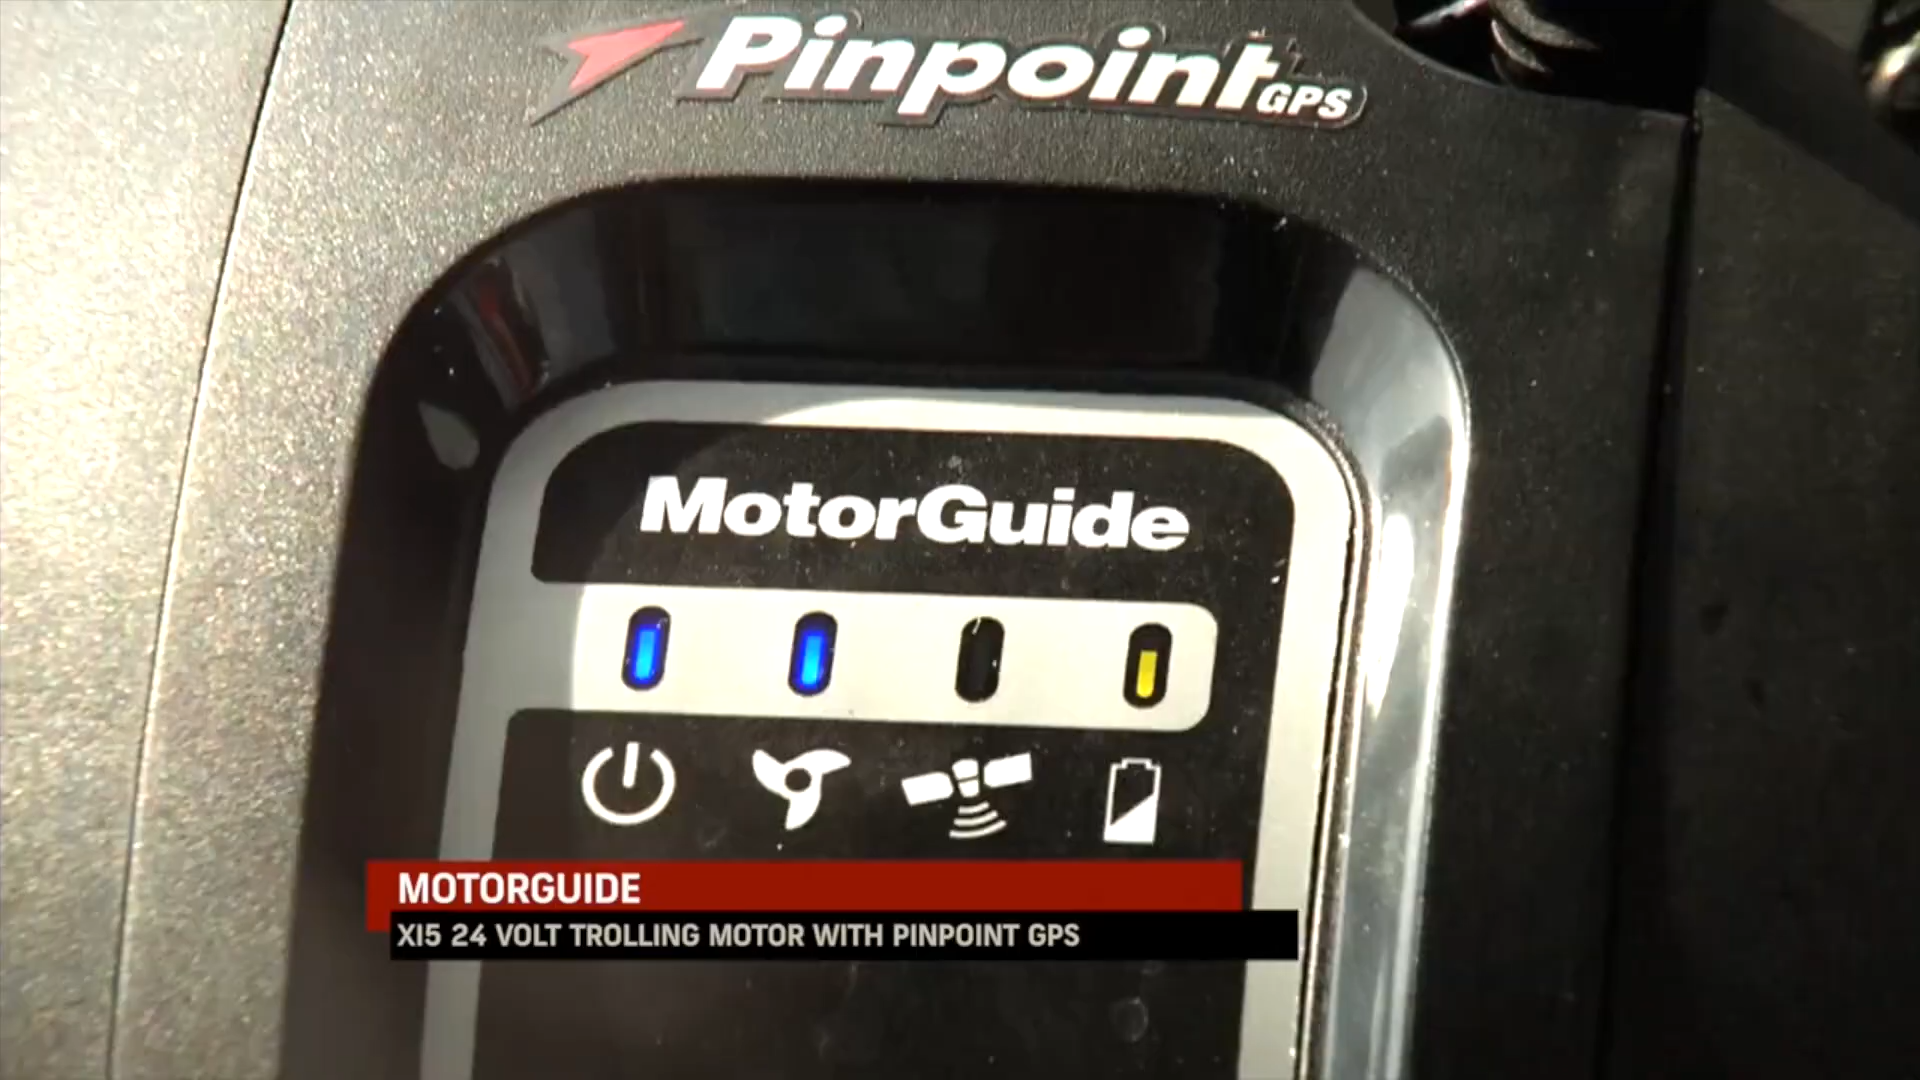 Pinpoint GPS
MotorGuide
MOTORGUIDE
XI5 24 VOLT TROLLING MOTOR WITH PINPOINT GPS